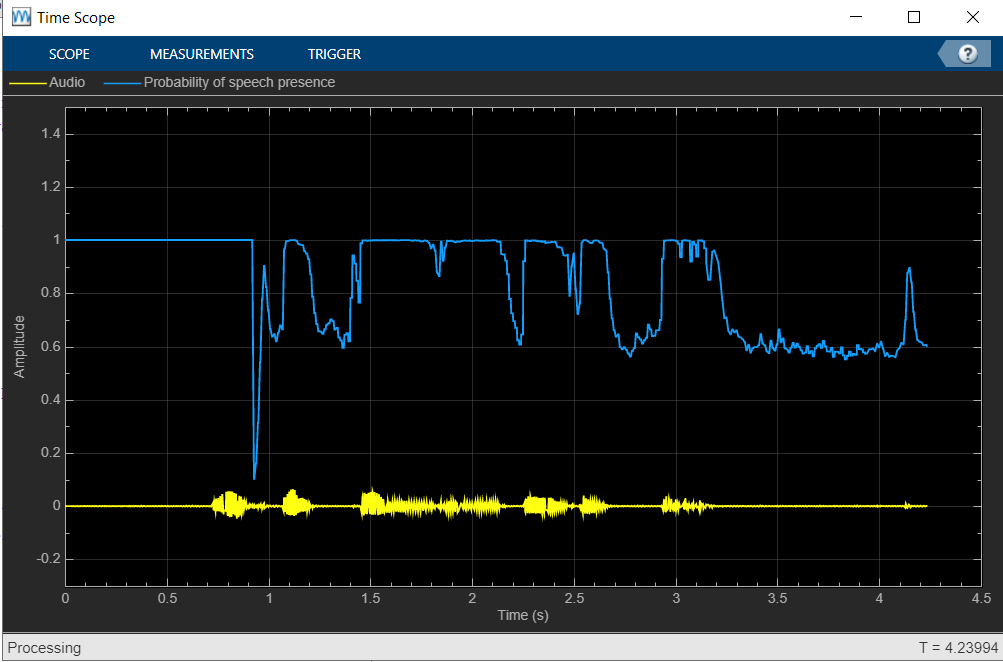 Time Scope
SCOPE MEASUREMENTS TRIGGER ?
Audio Probability of speech presence
1.4
1.2
1
0.8
0.6
0.4
0.2
0
-0.2
Amplitude
0 0.5 1 1.5 2 2.5 3 3.5 4 4.5
Time (s)
Processing T = 4.23994